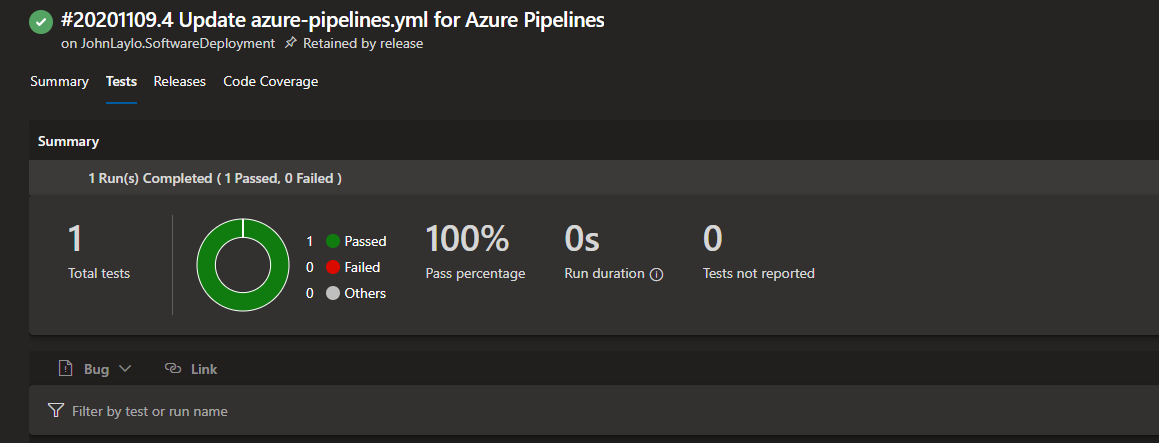 #20201109.4 Update azure-pipelines.yml for Azure Pipelines
on JohnLaylo.SoftwareDeployment Retained by release
Summary Tests Releases Code Coverage
Summary
1 Run(s) Completed ( 1 Passed, 0 Failed )
1
Total tests
1 Passed
0 Failed
0 Others
100%
Pass percentage
0s
Run duration
0
Tests not reported
Bug Link
Filter by test or run name